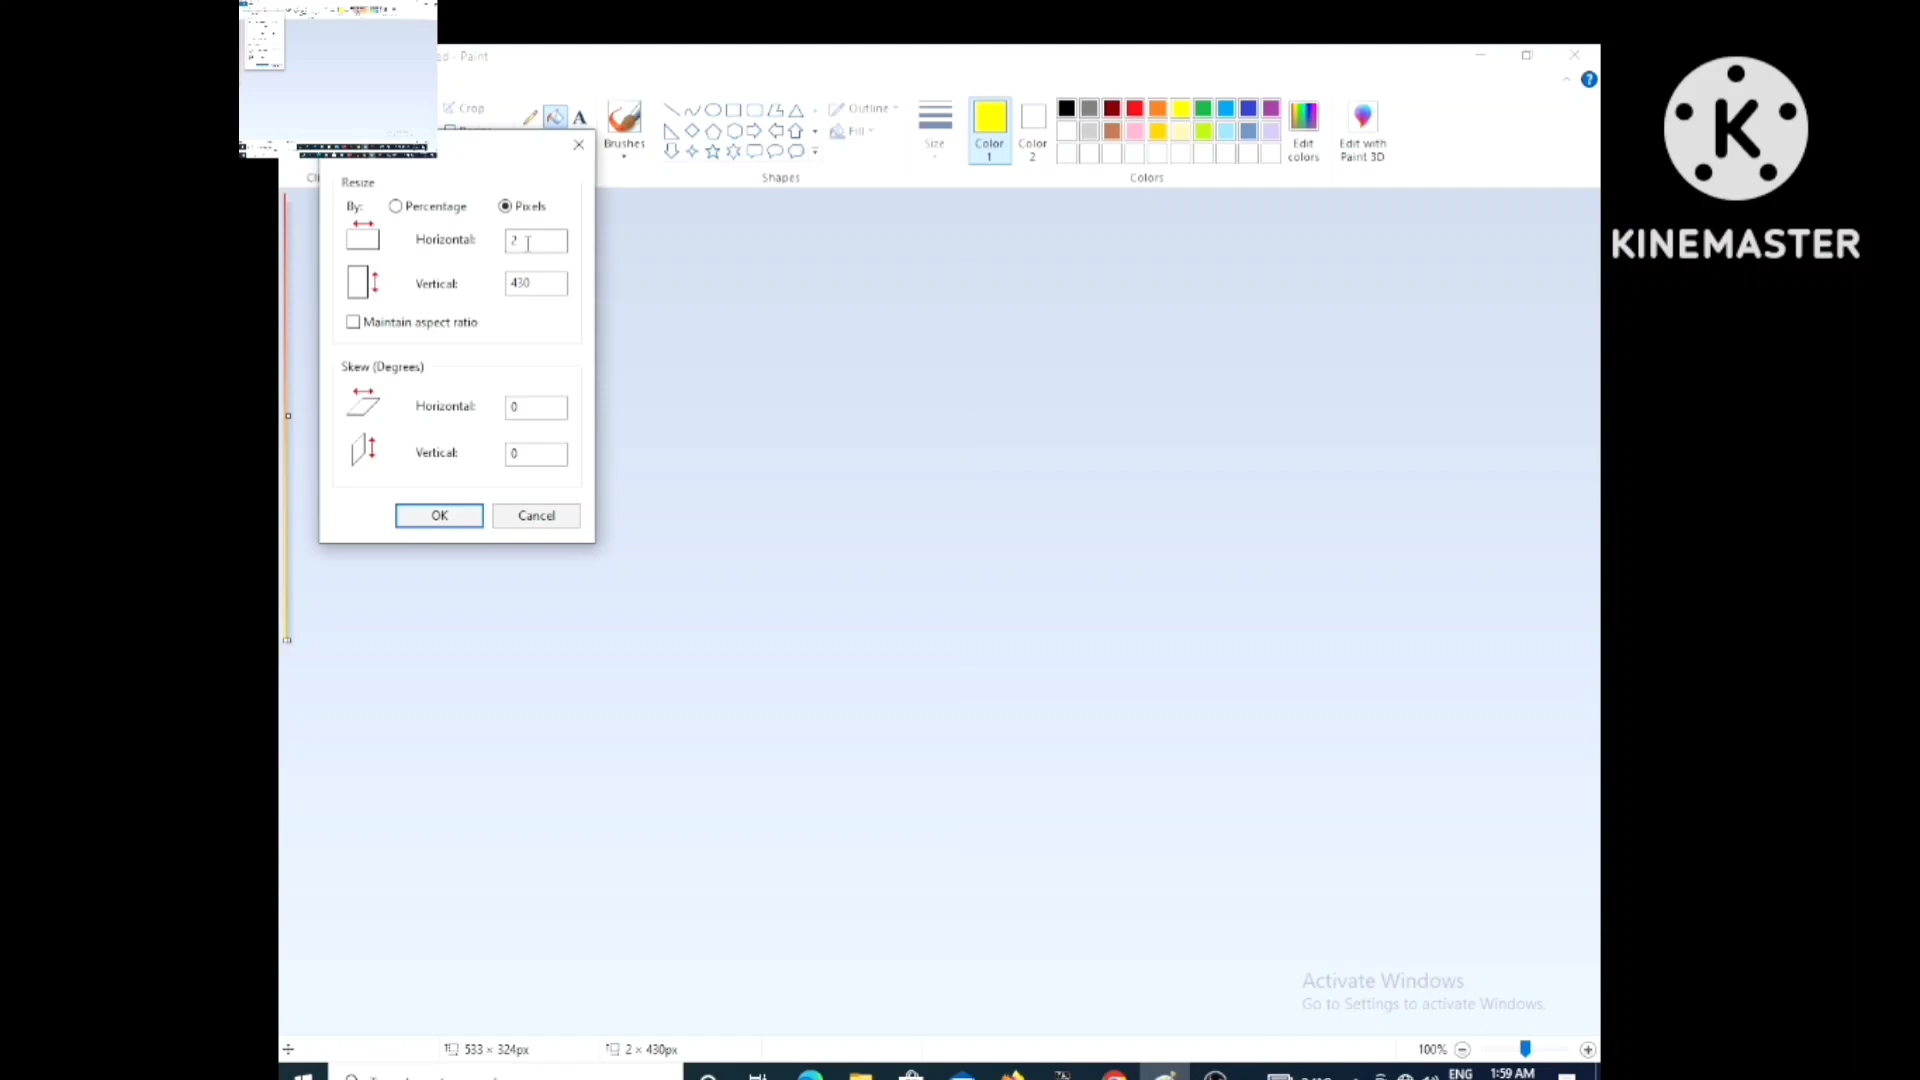 ed - Paint
Crop
Brushes
Outline
Fill
Size
Color
1
Color
2
Edit
colors
Edit with
Paint 3D
Shapes
Colors
Resize
By:
Percentage
Pixels
Horizontal:
2
Vertical:
430
Maintain aspect ratio
Skew (Degrees)
Horizontal:
0
Vertical:
0
OK
Cancel
K
KINEMASTER
Activate Windows
Go to Settings to activate Windows.
533 × 324px
2 × 430px
100%
ENG
1:59 AM